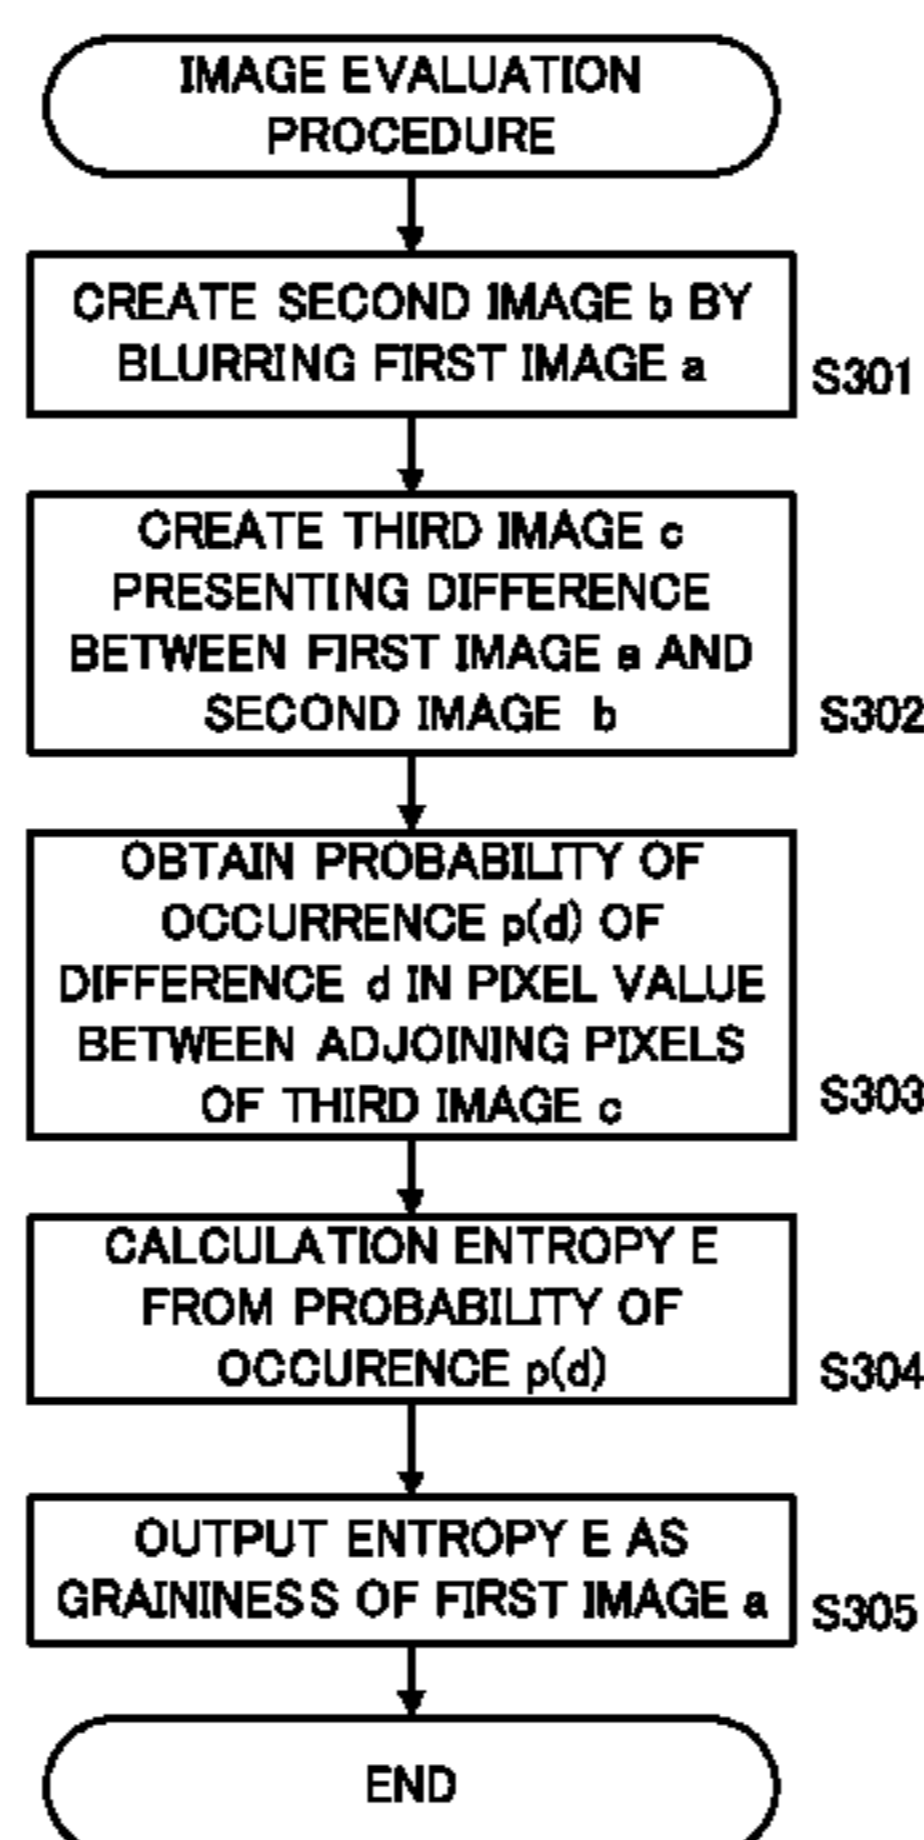 IMAGE EVALUATION
PROCEDURE
CREATE SECOND IMAGE b BY
BLURRING FIRST IMAGE a
S301
CREATE THIRD IMAGE c
PRESENTING DIFFERENCE
BETWEEN FIRST IMAGE a AND
SECOND IMAGE b
S302
OBTAIN PROBABILITY OF
OCCURRENCE p(d) OF
DIFFERENCE d IN PIXEL VALUE
BETWEEN ADJOINING PIXELS
OF THIRD IMAGE c
S303
CALCULATION ENTROPY E
FROM PROBABILITY OF
OCCURENCE p(d)
S304
OUTPUT ENTROPY E AS
GRAININESS OF FIRST IMAGE a
S305
END